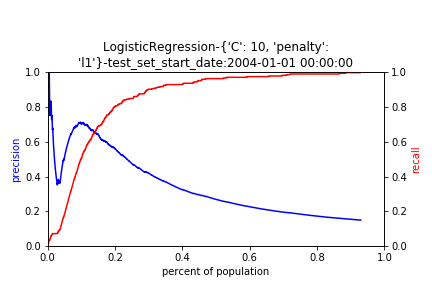 LogisticRegression-{'C': 10, 'penalty':
'l1'}-test_set_start_date:2004-01-01 00:00:00
1.0 1.0
0.8 0.8
0.6 0.6
precision recall
0.4 0.4
0.2 0.2
0.0 0.0
0.0 0.2 0.4 0.6 0.8 1.0
percent of population